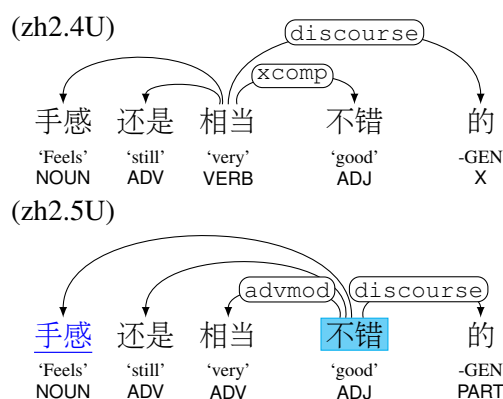 (zh2.4U)
discourse
xcomp
手感 还是 相当 不错 的
‘Feels’ ‘still’ ‘very’ ‘good’ -GEN
NOUN ADV VERB ADJ X
(zh2.5U)
advmod discourse
手感 还是 相当 不错 的
‘Feels’ ‘still’ ‘very’ ‘good’ -GEN
NOUN ADV ADV ADJ PART